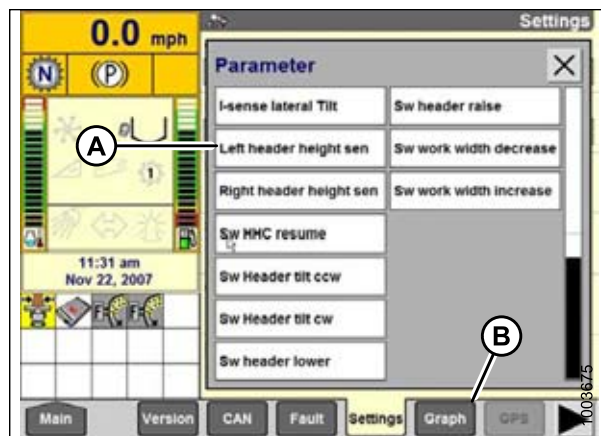 0.0 mph
Settings
N (P)
Parameter
I-sense lateral Tilt
Sw header raise
A
Left header height sen
Sw work width decrease
1
Right header height sen
Sw work width increase
Sw HHC resume
11:31 am
Nov 22, 2007
Sw Header tilt ccw
F F
Sw Header tilt cw
B
Sw header lower
Main
Version
CAN
Fault
Settings
Graph
GPS
1003675